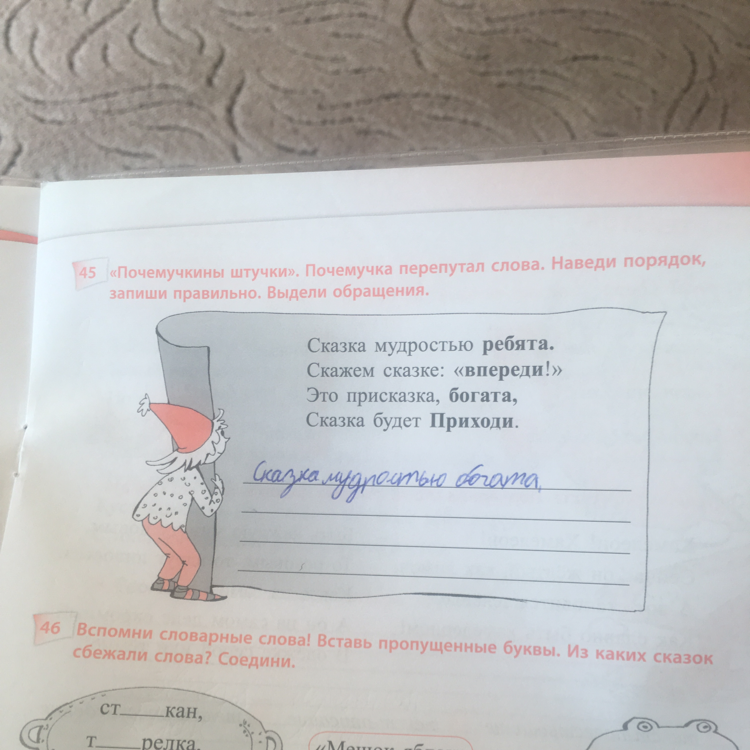 45 «Почемучкины штучки». Почемучка перепутал слова. Наведи порядок,
запиши правильно. Выдели обращения.
Сказка мудростью ребята.
Скажем сказке: «впереди!»
Это присказка, богата,
Сказка будет Приходи.
Сказка мудростью богата
46 Вспомни словарные слова! Вставь пропущенные буквы. Из каких сказок
сбежали слова? Соедини.
ст___кан,
т___релка,
«Мешок